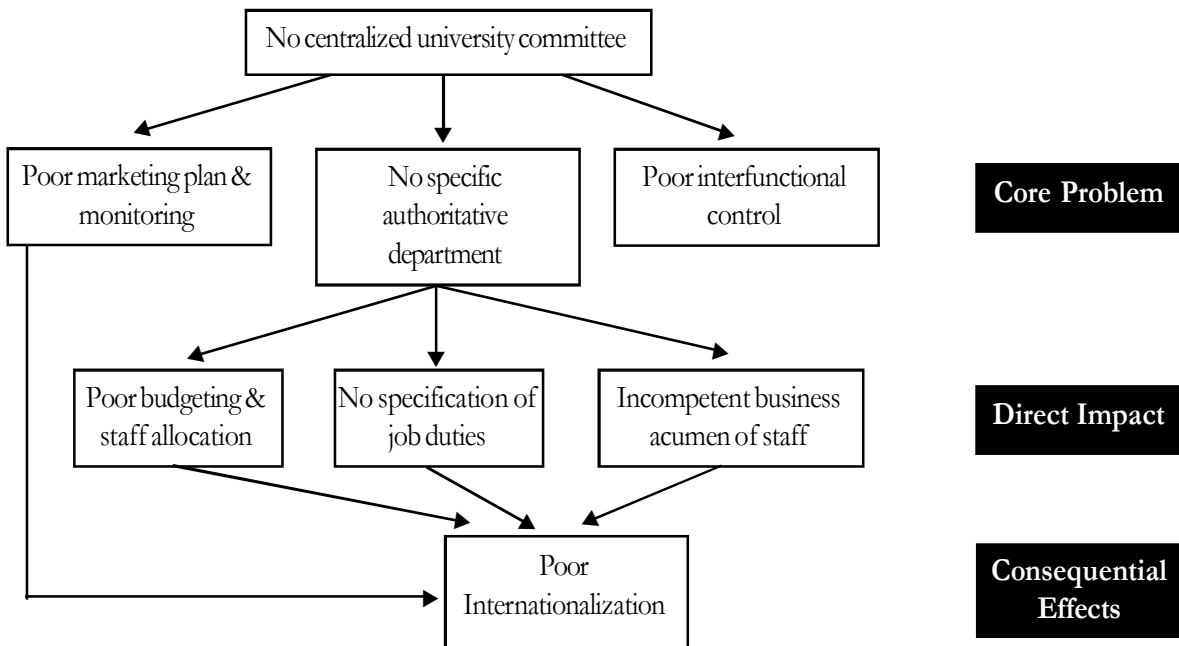 No centralized university committee
Poor marketing plan &
monitoring
No specific
authoritative
department
Poor interfunctional
control
Core Problem
Poor budgeting &
staff allocation
No specification of
job duties
Incompetent business
acumen of staff
Direct Impact
Poor
Internationalization
Consequential
Effects